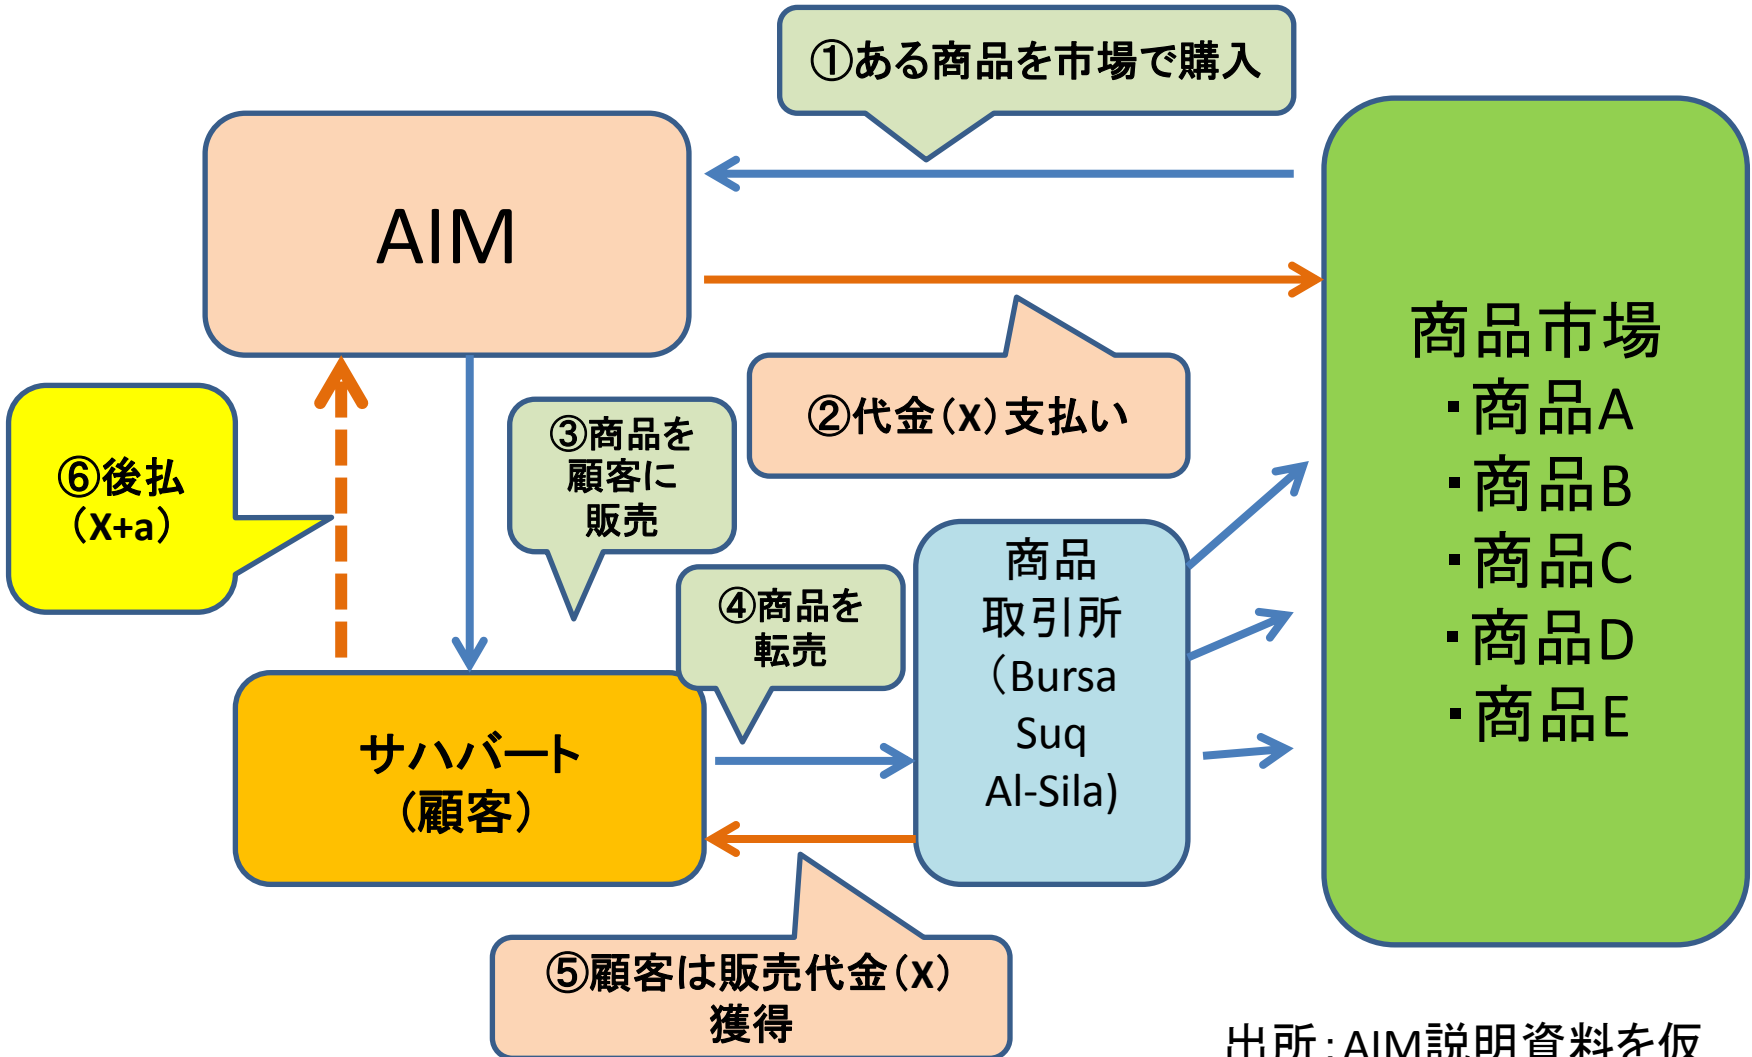 ①ある商品を市場で購入
AIM
②代金(X)支払い
商品市場
・商品A
・商品B
・商品C
・商品D
・商品E
⑥後払
(X+a)
③商品を
顧客に
販売
④商品を
転売
商品
取引所
(Bursa
Suq
Al-Sila)
サハバート
(顧客)
⑤顧客は販売代金(X)
獲得
出所:AIM説明資料を仮